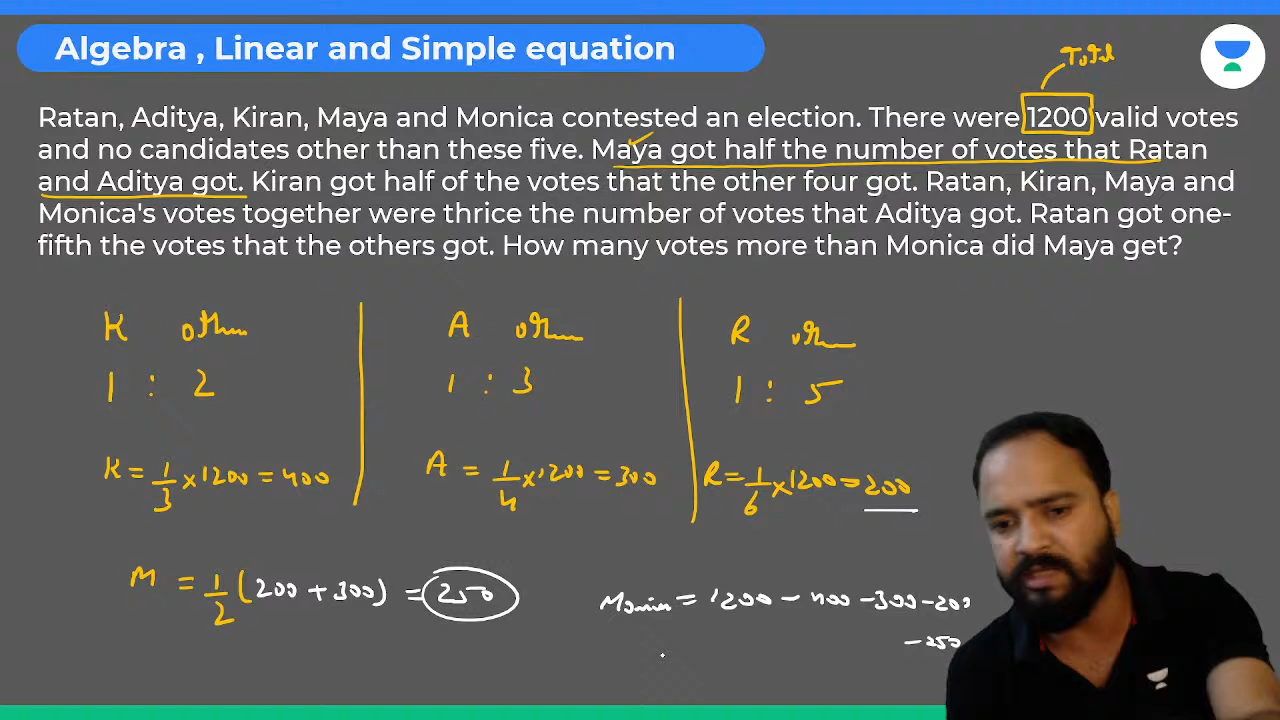 Algebra , Linear and Simple equation
Total
Ratan, Aditya, Kiran, Maya and Monica contested an election. There were 1200 valid votes
and no candidates other than these five. Maya got half the number of votes that Ratan
and Aditya got. Kiran got half of the votes that the other four got. Ratan, Kiran, Maya and
Monica's votes together were thrice the number of votes that Aditya got. Ratan got one-
fifth the votes that the others got. How many votes more than Monica did Maya get?
K
A
R
1 : 2
1 : 3
1 : 5
K = 1/3 × 1200 = 400
A = 1/4 × 1200 = 300
R = 1/6 × 1200 = 200
M = 1/2 (200 + 300) = 250
= 1200 - 400 - 300 - 200
- 250